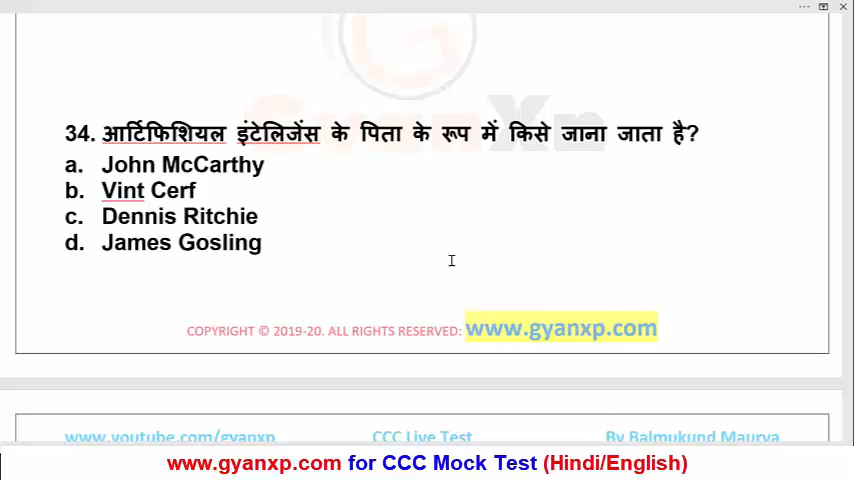 GyanXp
34. आर्टिफिशियल इंटेलिजेंस के पिता के रूप में किसे जाना जाता है?
a. John McCarthy
b. Vint Cerf
c. Dennis Ritchie
d. James Gosling
COPYRIGHT © 2019-20. ALL RIGHTS RESERVED: www.gyanxp.com
www.youtube.com/gyanxp CCC Live Test By Balmukund Maurya
www.gyanxp.com for CCC Mock Test (Hindi/English)